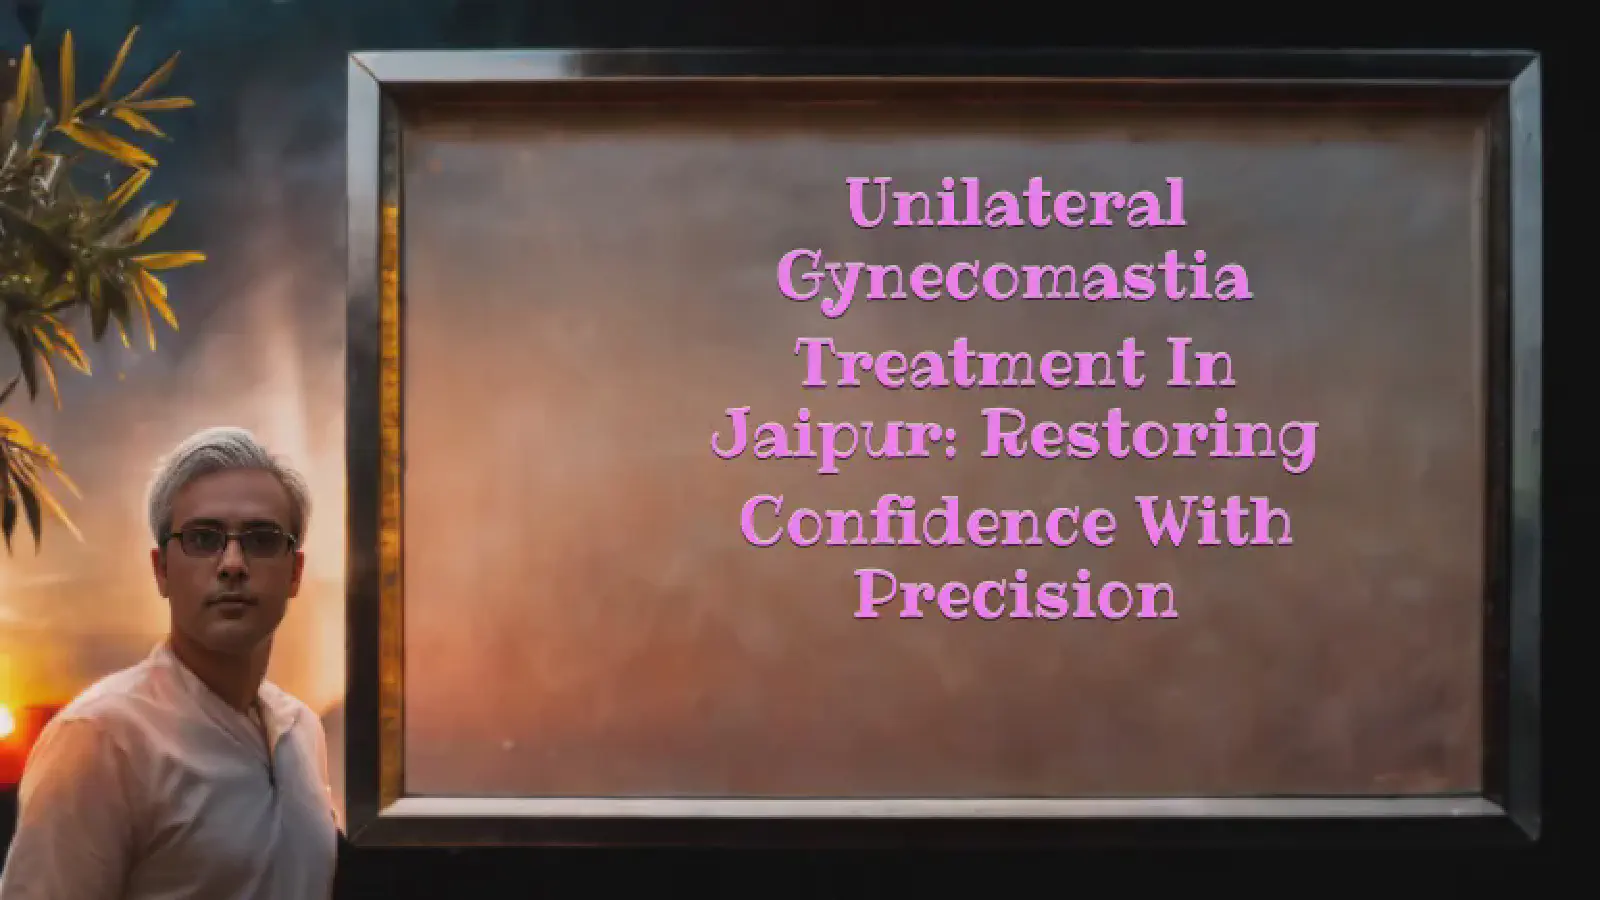 Unilateral
Gynecomastia
Treatment In
Jaipur: Restoring
Confidence With
Precision